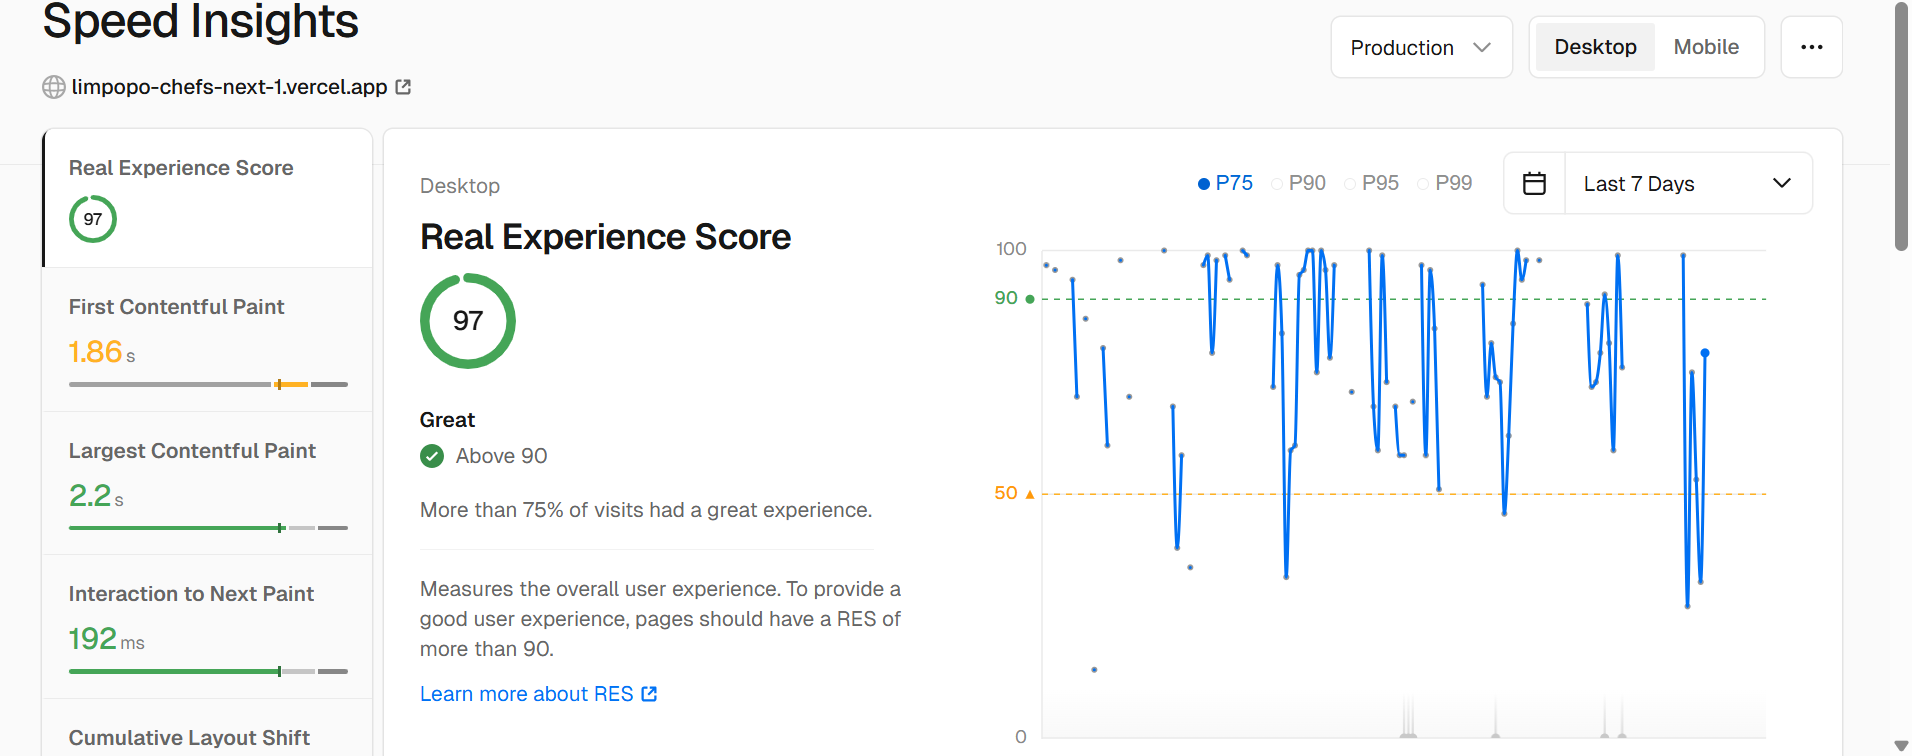 Speed Insights
limpopo-chefs-next-1.vercel.app
Production
Desktop
Mobile
Real Experience Score
97
First Contentful Paint
1.86 s
Largest Contentful Paint
2.2 s
Interaction to Next Paint
192 ms
Cumulative Layout Shift
Desktop
Real Experience Score
97
Great
Above 90
More than 75% of visits had a great experience.
Measures the overall user experience. To provide a
good user experience, pages should have a RES of
more than 90.
Learn more about RES
P75
P90
P95
P99
Last 7 Days
100
90
50
0